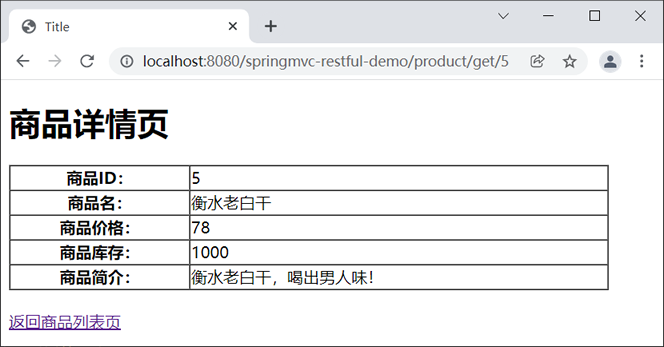 Title
localhost:8080/springmvc-restful-demo/product/get/5
商品详情页
商品ID： 5
商品名： 衡水老白干
商品价格： 78
商品库存： 1000
商品简介： 衡水老白干，喝出男人味！
返回商品列表页